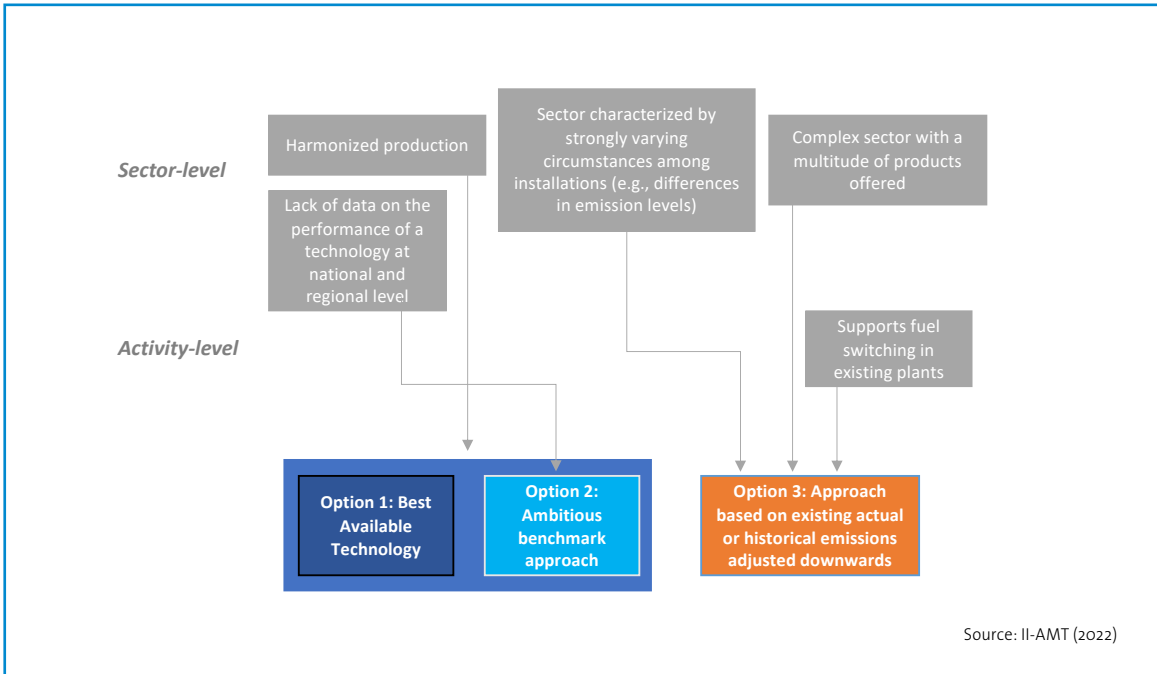 Sector-level
Harmonized production
Lack of data on the
performance of a
technology at
national and
regional level
Sector characterized by
strongly varying
circumstances among
installations (e.g., differences
in emission levels)
Complex sector with a
multitude of products
offered
Activity-level
Supports fuel
switching in
existing plants
Option 1: Best
Available
Technology
Option 2:
Ambitious
benchmark
approach
Option 3: Approach
based on existing actual
or historical emissions
adjusted downwards
Source: II-AMT (2022)